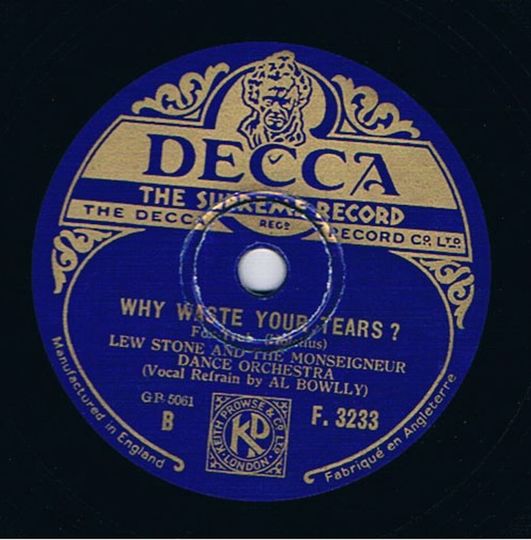 DECCA
THE SUPREME RECORD
THE DECCA RECORD CO. LTD.
REGD
WHY WASTE YOUR TEARS?
LEW STONE AND THE MONSEIGNEUR
DANCE ORCHESTRA
(Vocal Refrain by AL BOWLLY)
GB 5061
B
F. 3233
KEITH PROWSE & CO LTD
KP
LONDON
Manufactured in England
Fabriqué en Angleterre